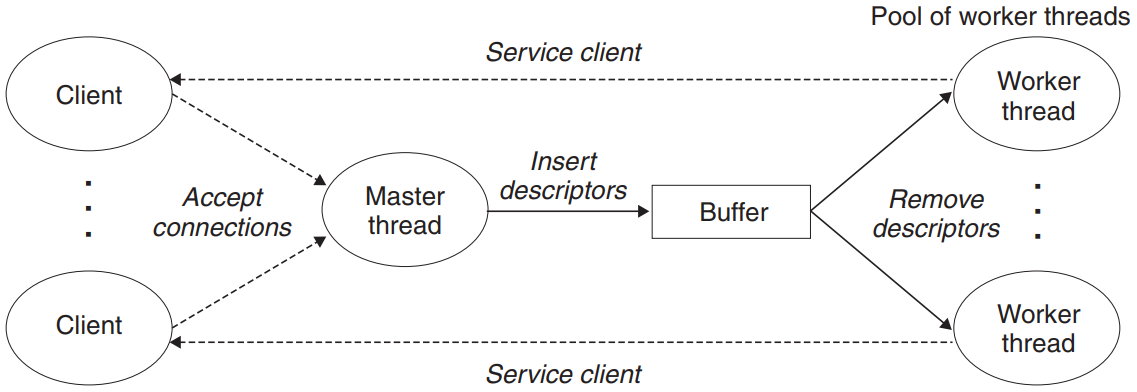 Pool of worker threads
Service client
Client
Worker
thread
Insert
descriptors
Accept
connections
Master
thread
Buffer
Remove
descriptors
Client
Worker
thread
Service client